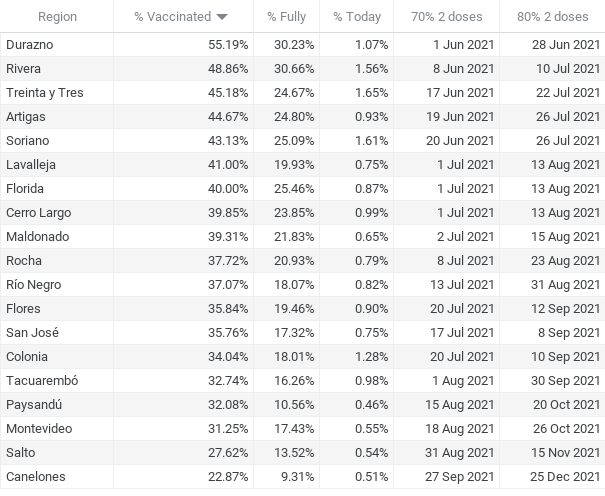 Region % Vaccinated % Fully % Today 70% 2 doses 80% 2 doses
Durazno 55.19% 30.23% 1.07% 1 Jun 2021 28 Jun 2021
Rivera 48.86% 30.66% 1.56% 8 Jun 2021 10 Jul 2021
Treinta y Tres 45.18% 24.67% 1.65% 17 Jun 2021 22 Jul 2021
Artigas 44.67% 24.80% 0.93% 19 Jun 2021 26 Jul 2021
Soriano 43.13% 25.09% 1.61% 20 Jun 2021 26 Jul 2021
Lavalleja 41.00% 19.93% 0.75% 1 Jul 2021 13 Aug 2021
Florida 40.00% 25.46% 0.87% 1 Jul 2021 13 Aug 2021
Cerro Largo 39.85% 23.85% 0.99% 1 Jul 2021 13 Aug 2021
Maldonado 39.31% 21.83% 0.65% 2 Jul 2021 15 Aug 2021
Rocha 37.72% 20.93% 0.79% 8 Jul 2021 23 Aug 2021
Río Negro 37.07% 18.07% 0.82% 13 Jul 2021 31 Aug 2021
Flores 35.84% 19.46% 0.90% 20 Jul 2021 12 Sep 2021
San José 35.76% 17.32% 0.75% 17 Jul 2021 8 Sep 2021
Colonia 34.04% 18.01% 1.28% 20 Jul 2021 10 Sep 2021
Tacuarembó 32.74% 16.26% 0.98% 1 Aug 2021 30 Sep 2021
Paysandú 32.08% 10.56% 0.46% 15 Aug 2021 20 Oct 2021
Montevideo 31.25% 17.43% 0.55% 18 Aug 2021 26 Oct 2021
Salto 27.62% 13.52% 0.54% 31 Aug 2021 15 Nov 2021
Canelones 22.87% 9.31% 0.51% 27 Sep 2021 25 Dec 2021